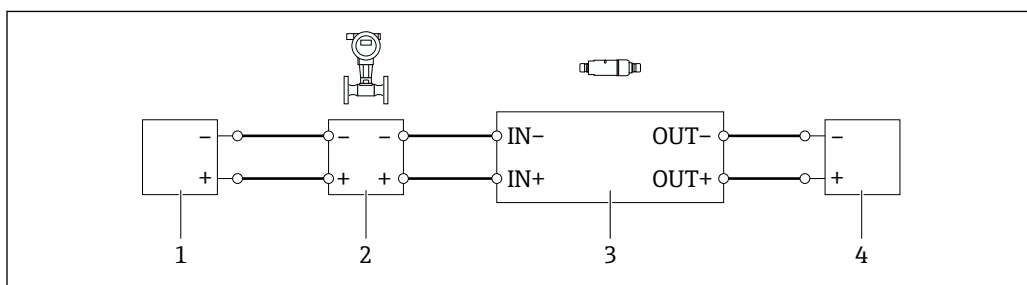 − − − IN− OUT− −
+ + + IN+ OUT+ +
1 2 3 4